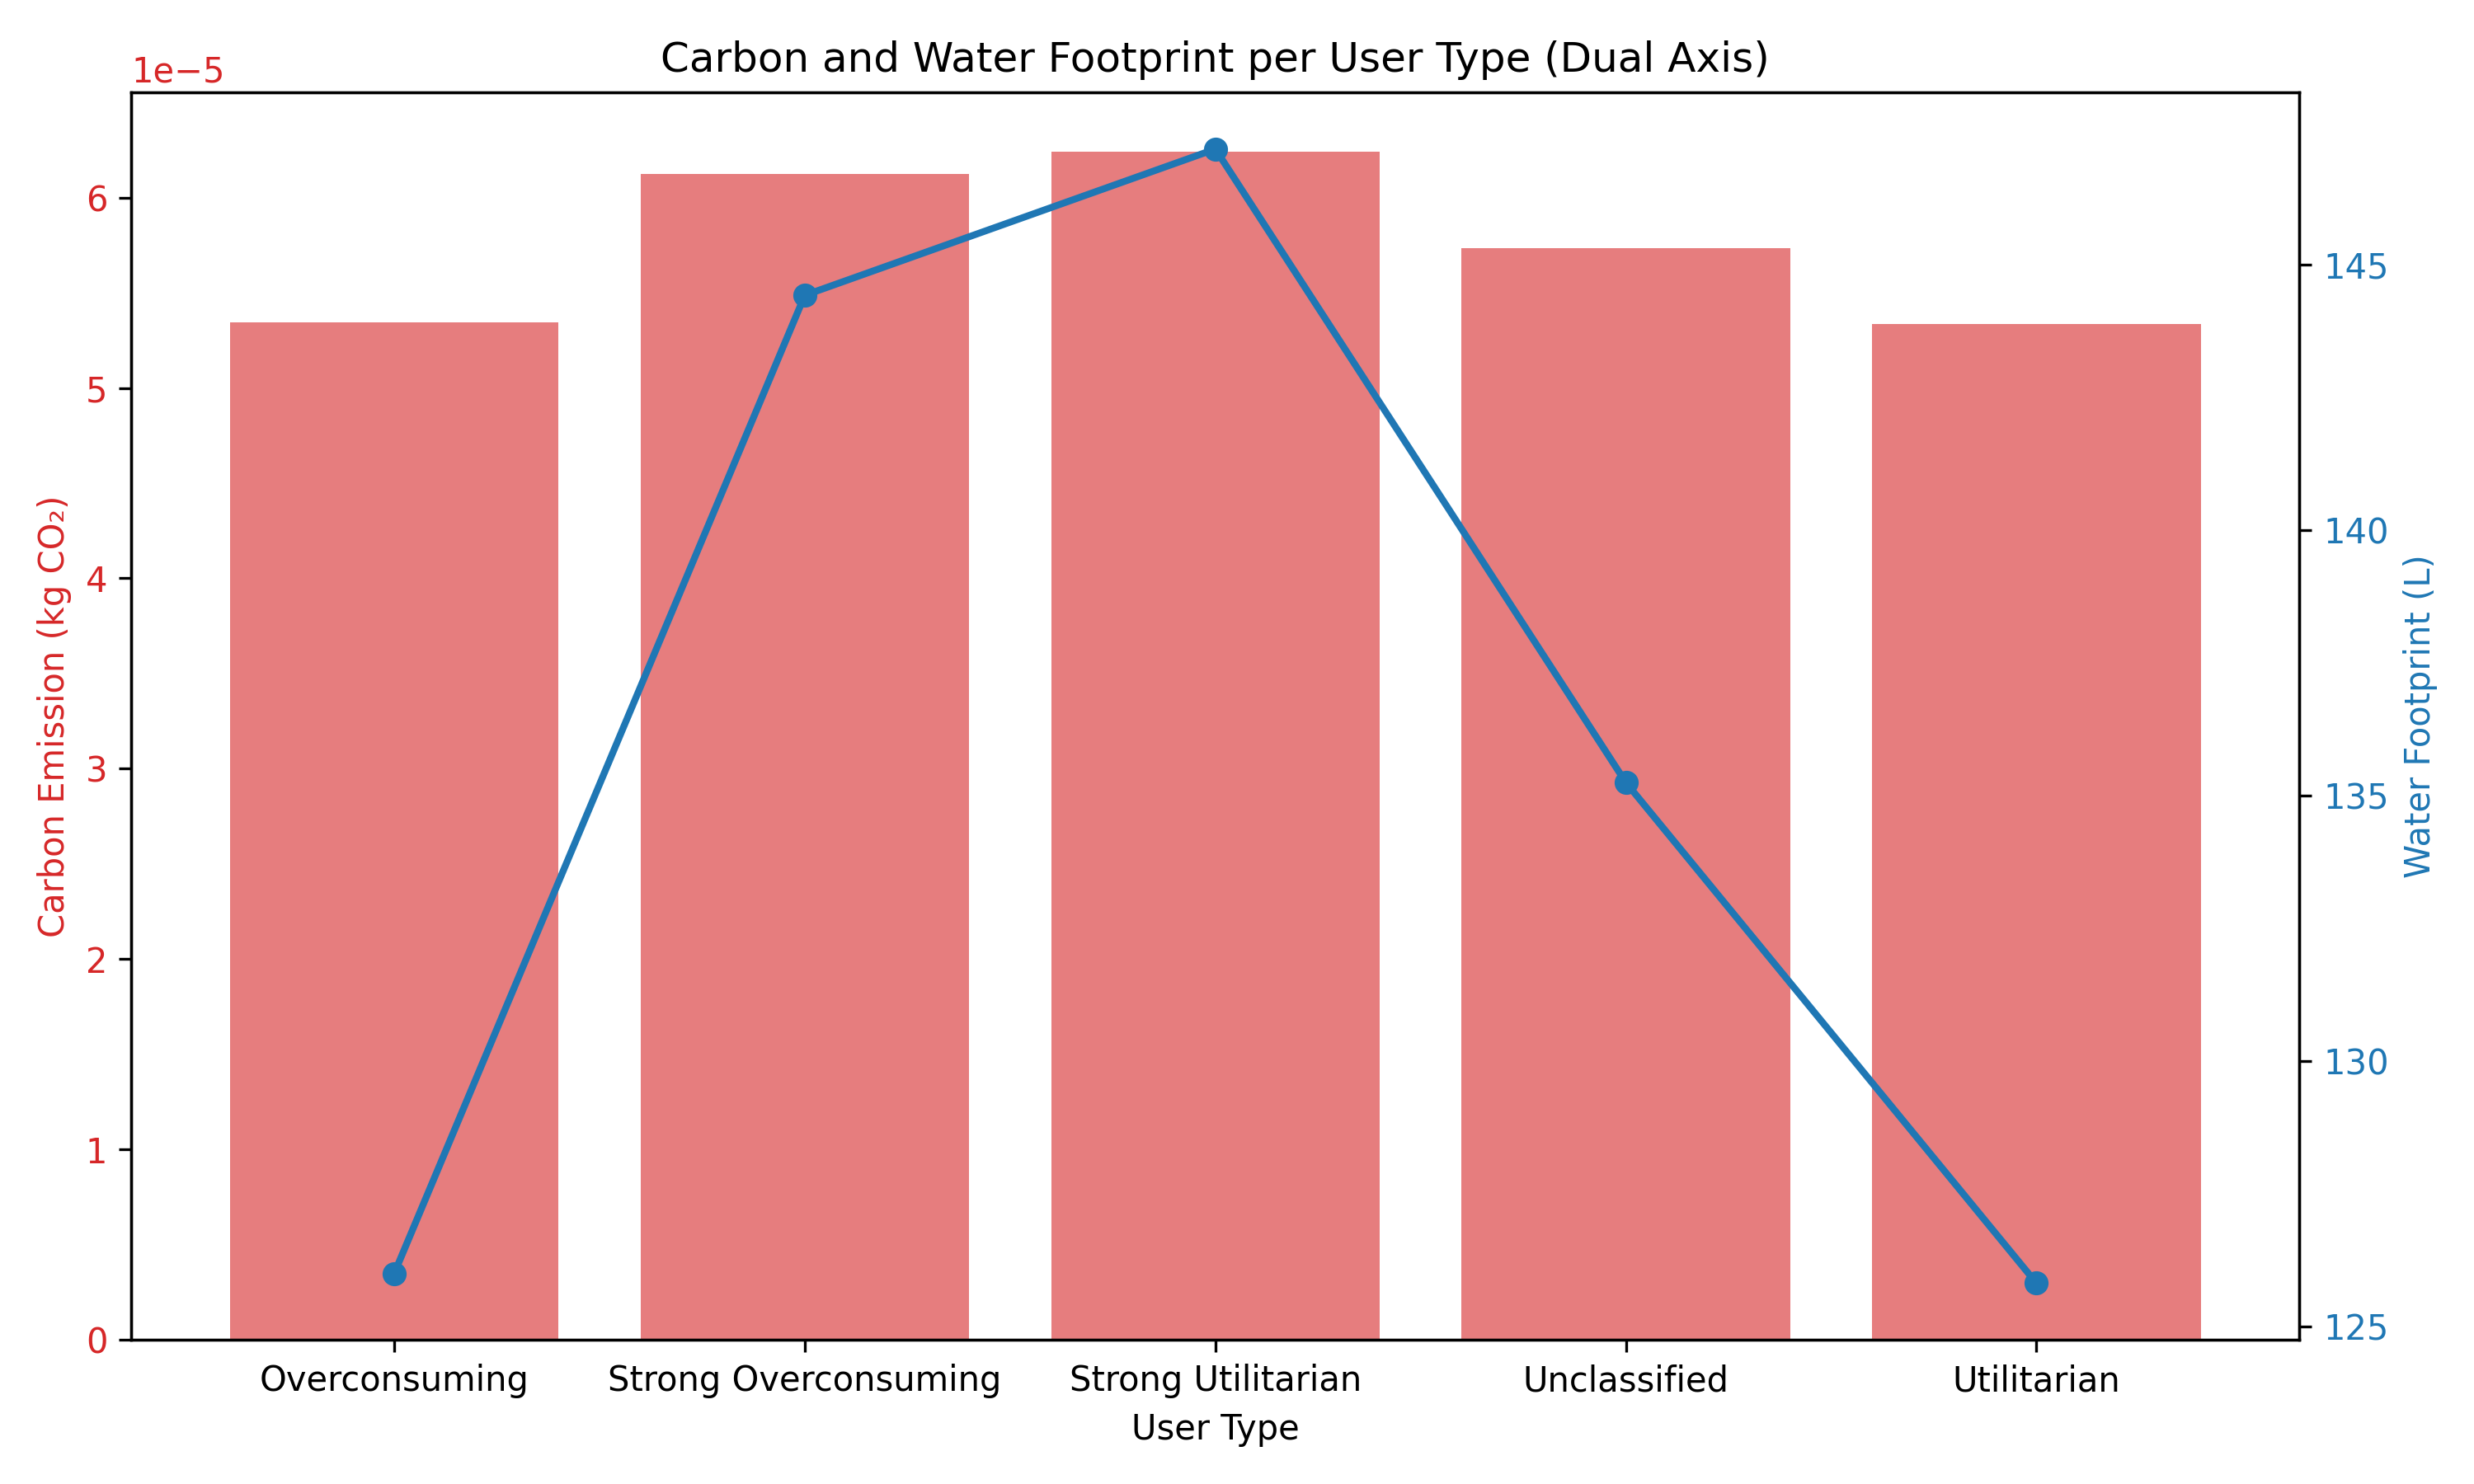 Carbon and Water Footprint per User Type (Dual Axis)
1e−5
6
5
4
3
2
1
0
Carbon Emission (kg CO₂)
145
140
135
130
125
Water Footprint (L)
Overconsuming
Strong Overconsuming
Strong Utilitarian
Unclassified
Utilitarian
User Type